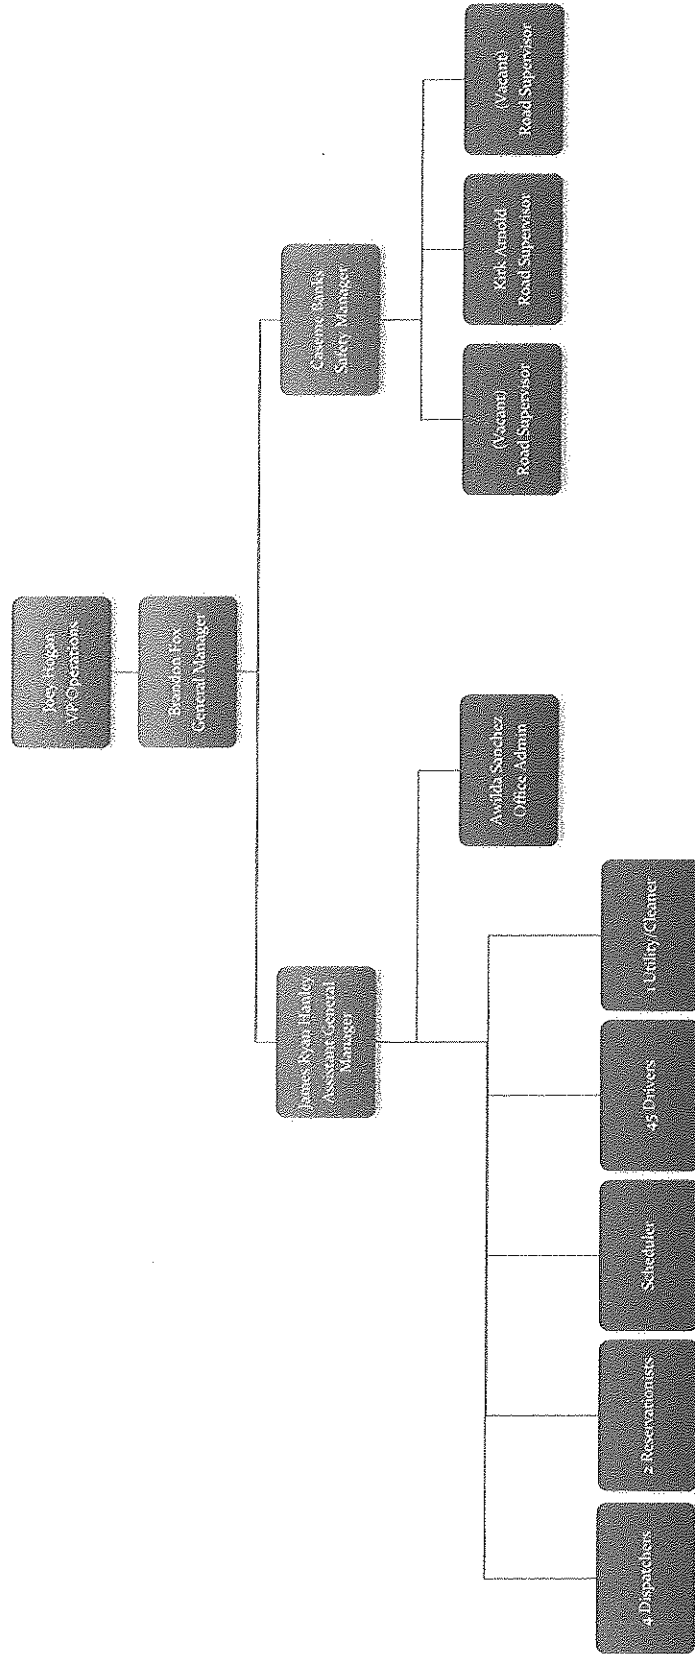 Joey Hogan
VP Operations
Brandon Fox
General Manager
James Ryan Hanley
Assistant General
Manager
Banks
Safety Manager
Awilda Sanchez
Office Admin
(Vacant)
Road Supervisor
Kirk Arnold
Road Supervisor
(Vacant)
Road Supervisor
4 Dispatchers
2 Reservationists
Scheduler
45 Drivers
1 Utility/Cleaner